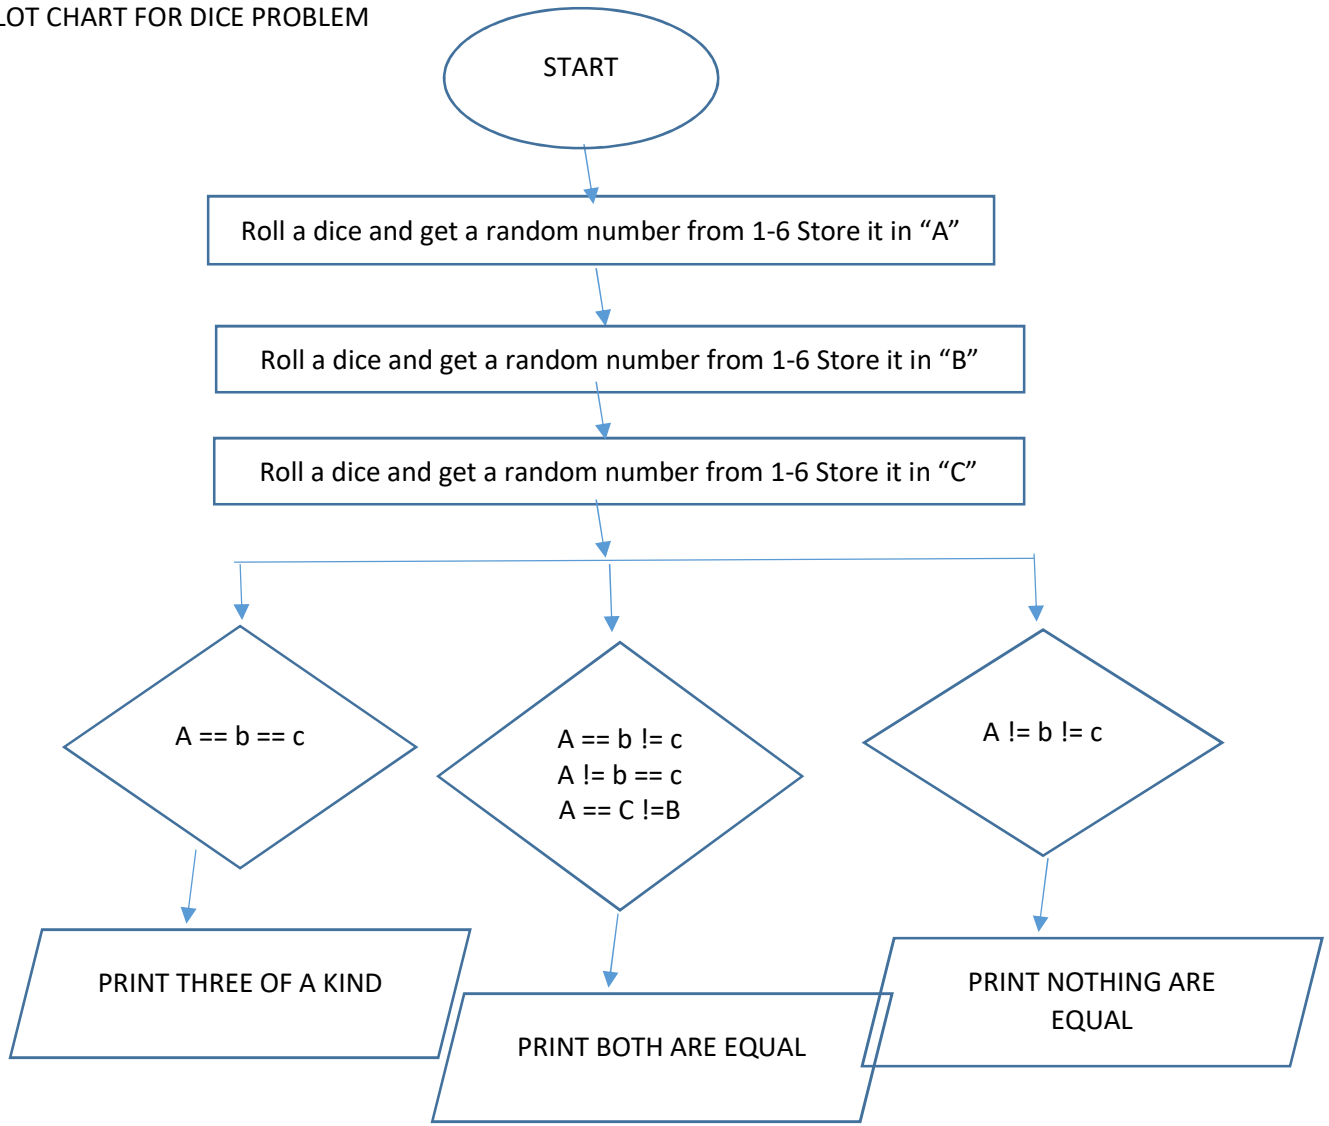 LOT CHART FOR DICE PROBLEM
START
Roll a dice and get a random number from 1-6 Store it in “A”
Roll a dice and get a random number from 1-6 Store it in “B”
Roll a dice and get a random number from 1-6 Store it in “C”
A == b == c
A == b != c
A != b == c
A == C !=B
A != b != c
PRINT THREE OF A KIND
PRINT BOTH ARE EQUAL
PRINT NOTHING ARE
EQUAL